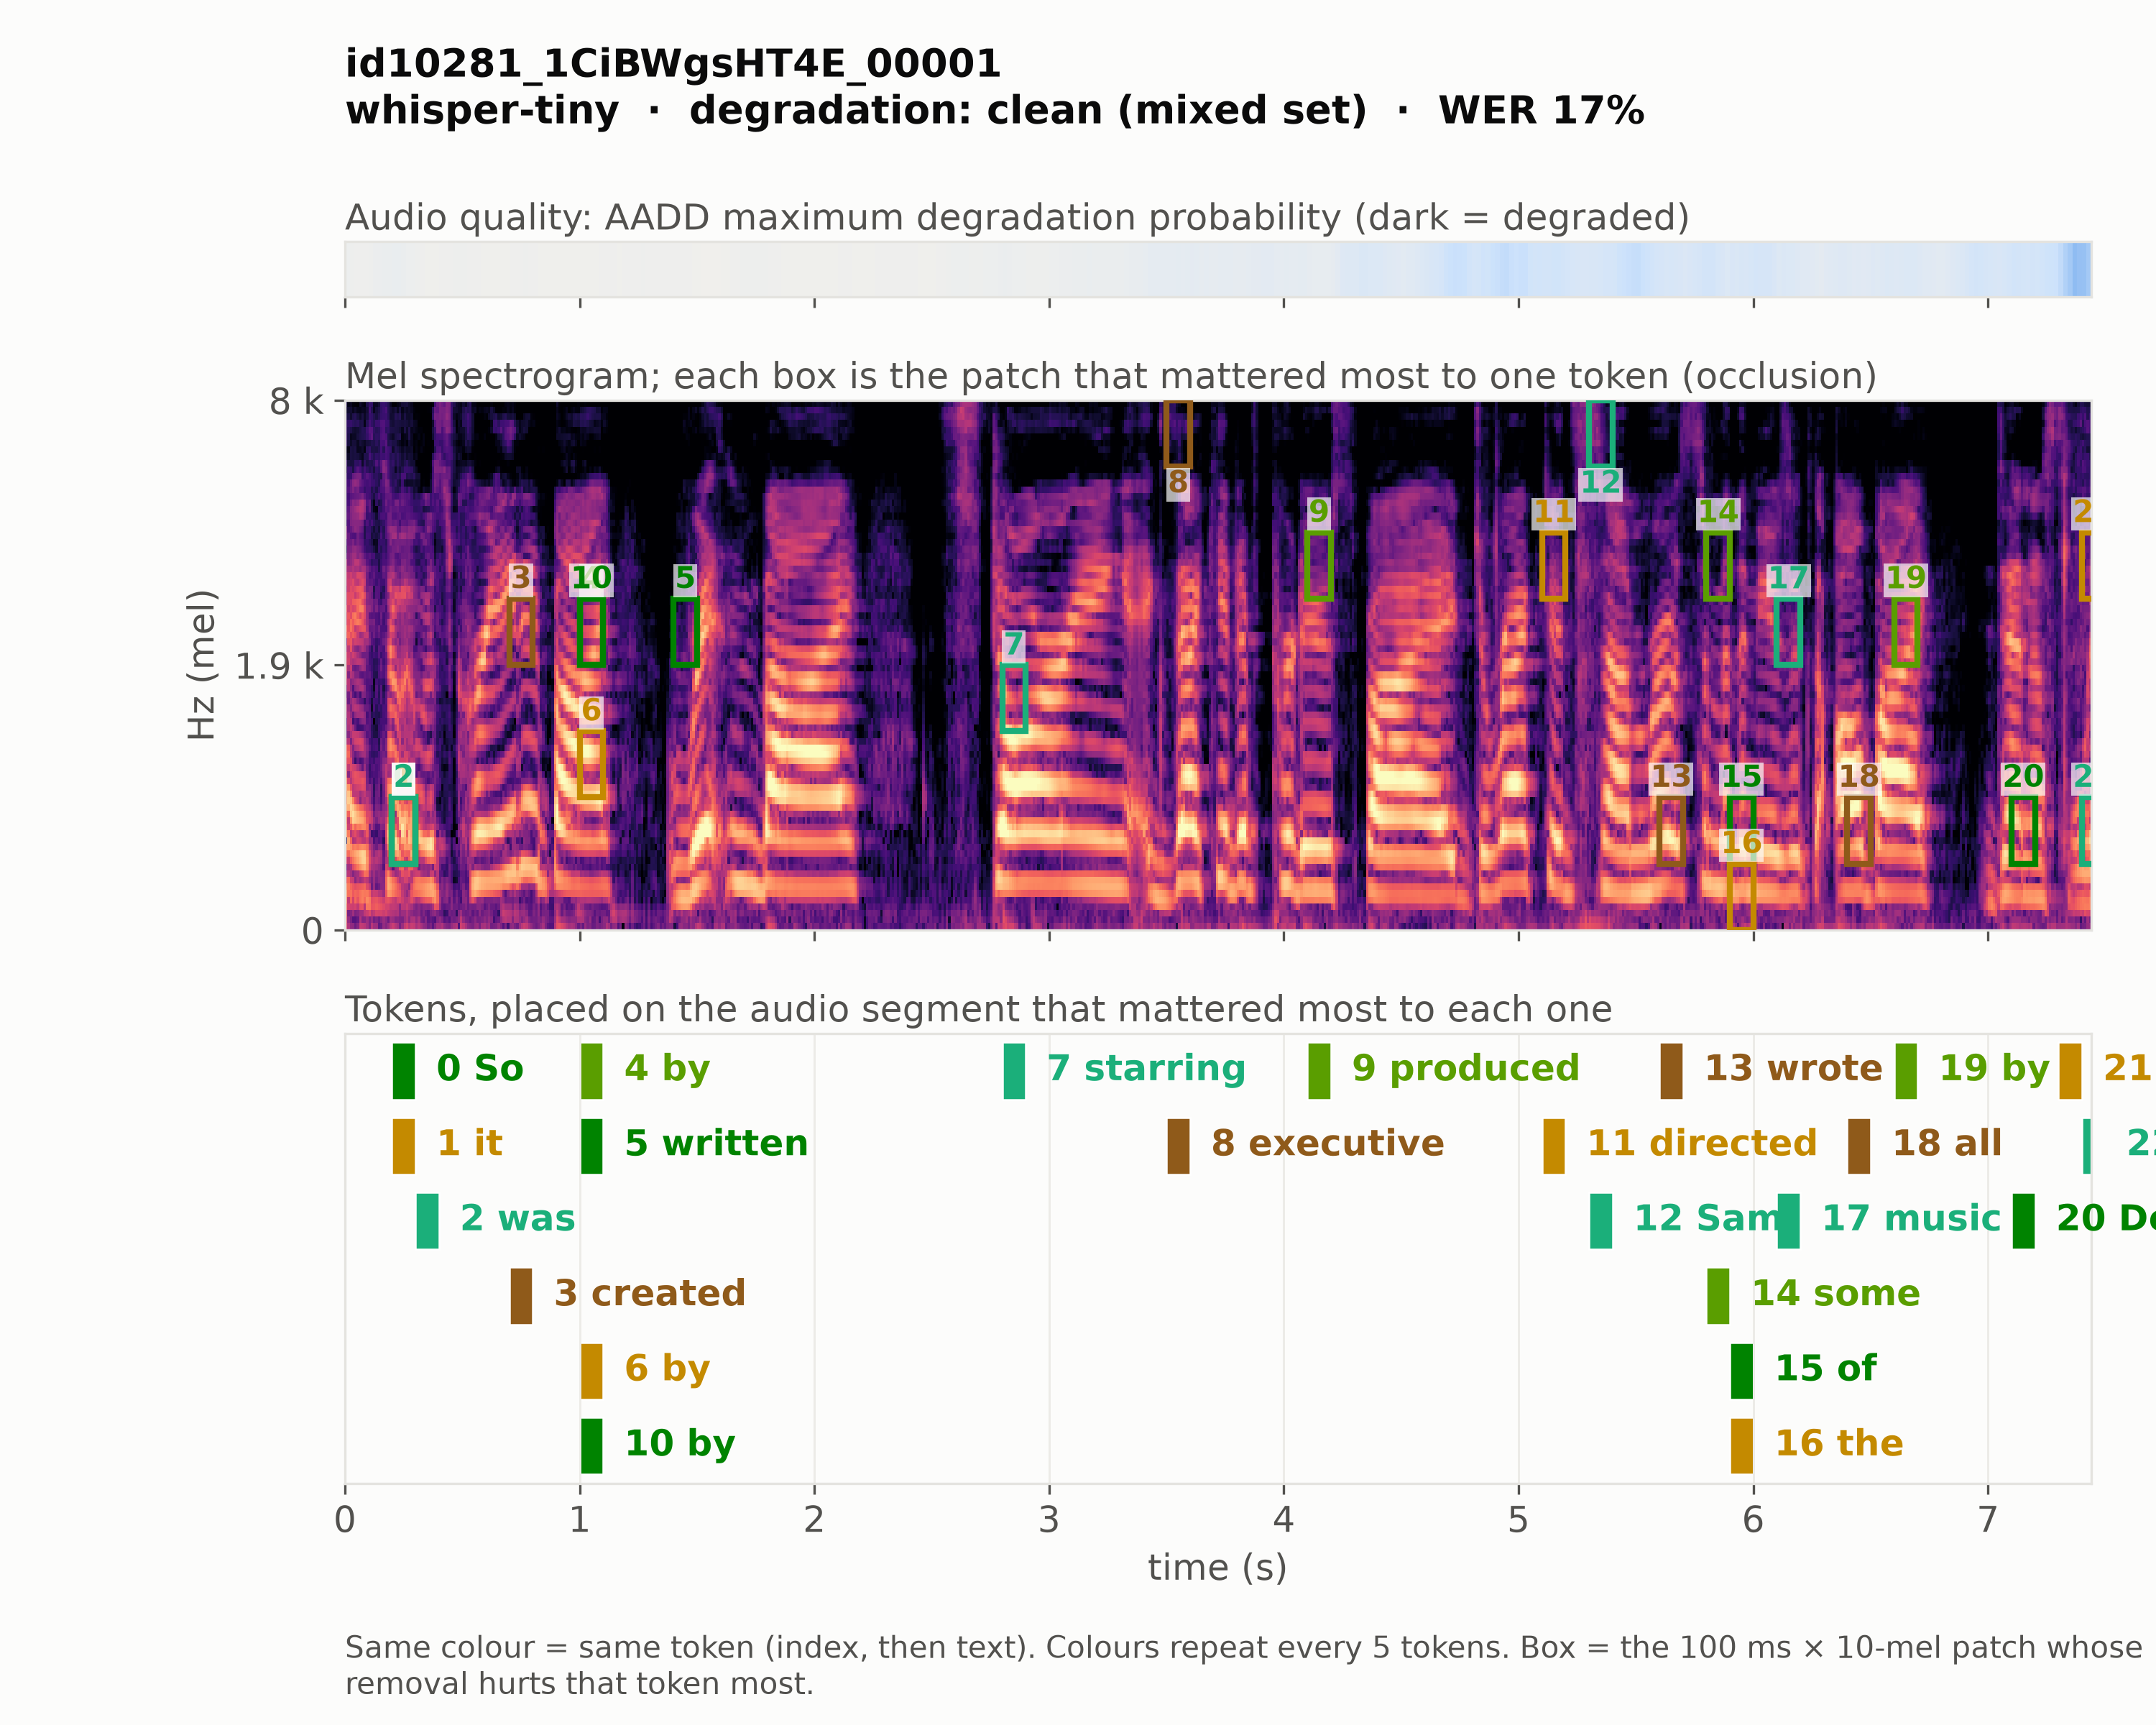 id10281_1CiBWgsHT4E_00001
whisper-tiny · degradation: clean (mixed set) · WER 17%
Audio quality: AADD maximum degradation probability (dark = degraded)
Mel spectrogram; each box is the patch that mattered most to one token (occlusion)
8 k
1.9 k
0
Hz (mel)
8 12
9 11 14 2
3 10 5 17 19
7
6
2 13 15 18 20 2
16
Tokens, placed on the audio segment that mattered most to each one
0 So 4 by 7 starring 9 produced 13 wrote 19 by 21
1 it 5 written 8 executive 11 directed 18 all
2 was 12 Sam 17 music 20
3 created 14 some
6 by 15 of
10 by 16 the
0 1 2 3 4 5 6 7
time (s)
Same colour = same token (index, then text). Colours repeat every 5 tokens. Box = the 100 ms × 10-mel patch whose
removal hurts that token most.